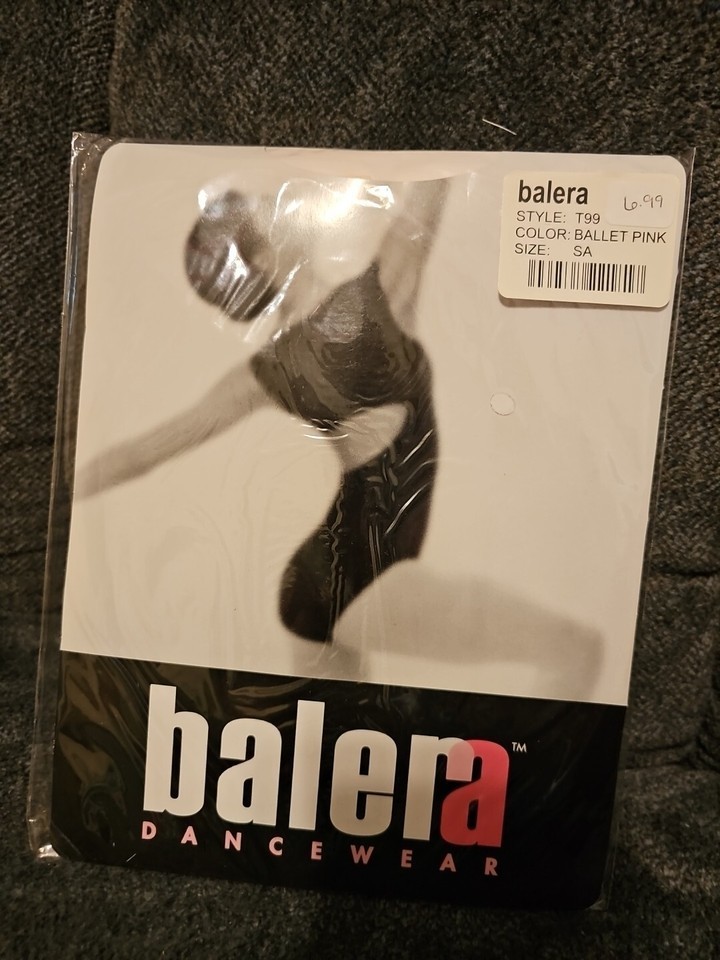 balera
6.99
STYLE: T99
COLOR: BALLET PINK
SIZE: SA
balera™
DANCEWEAR